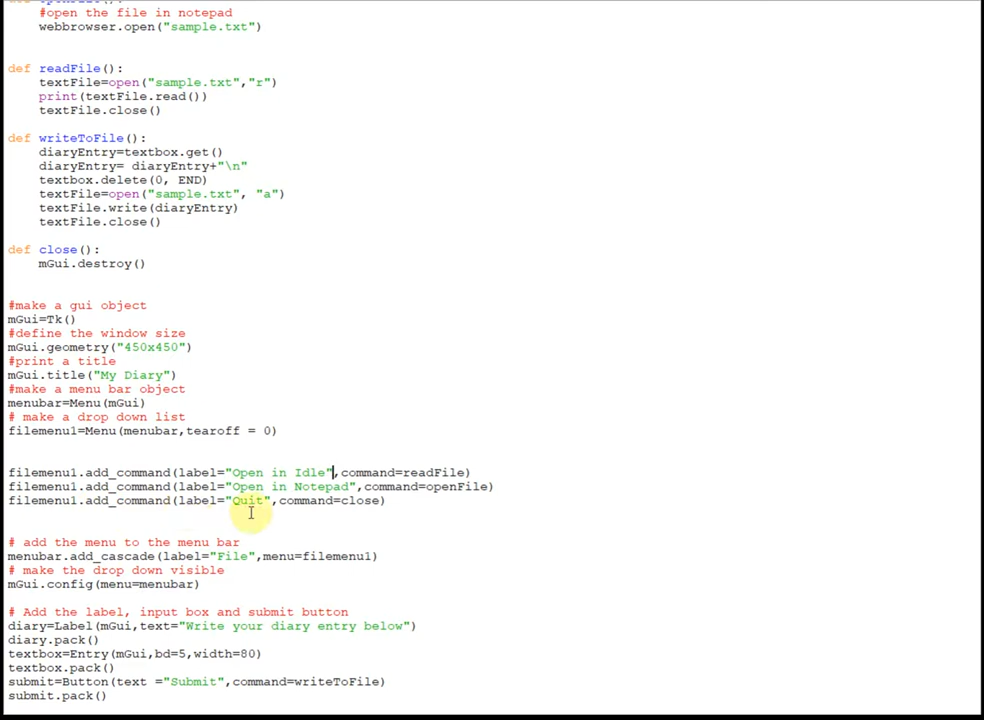 #open the file in notepad
webbrowser.open("sample.txt")
def readFile():
textFile=open("sample.txt","r")
print(textFile.read())
textFile.close()
def writeToFile():
diaryEntry=textbox.get()
diaryEntry= diaryEntry+"\n"
textbox.delete(0, END)
textFile=open("sample.txt", "a")
textFile.write(diaryEntry)
textFile.close()
def close():
mGui.destroy()
#make a gui object
mGui=Tk()
#define the window size
mGui.geometry("450x450")
#print a title
mGui.title("My Diary")
#make a menu bar object
menubar=Menu(mGui)
# make a drop down list
filemenu1=Menu(menubar,tearoff = 0)
filemenu1.add_command(label="Open in Idle",command=readFile)
filemenu1.add_command(label="Open in Notepad",command=openFile)
filemenu1.add_command(label="Quit",command=close)
# add the menu to the menu bar
menubar.add_cascade(label="File",menu=filemenu1)
# make the drop down visible
mGui.config(menu=menubar)
# Add the label, input box and submit button
diary=Label(mGui,text="Write your diary entry below")
diary.pack()
textbox=Entry(mGui,bd=5,width=80)
textbox.pack()
submit=Button(text ="Submit",command=writeToFile)
submit.pack()